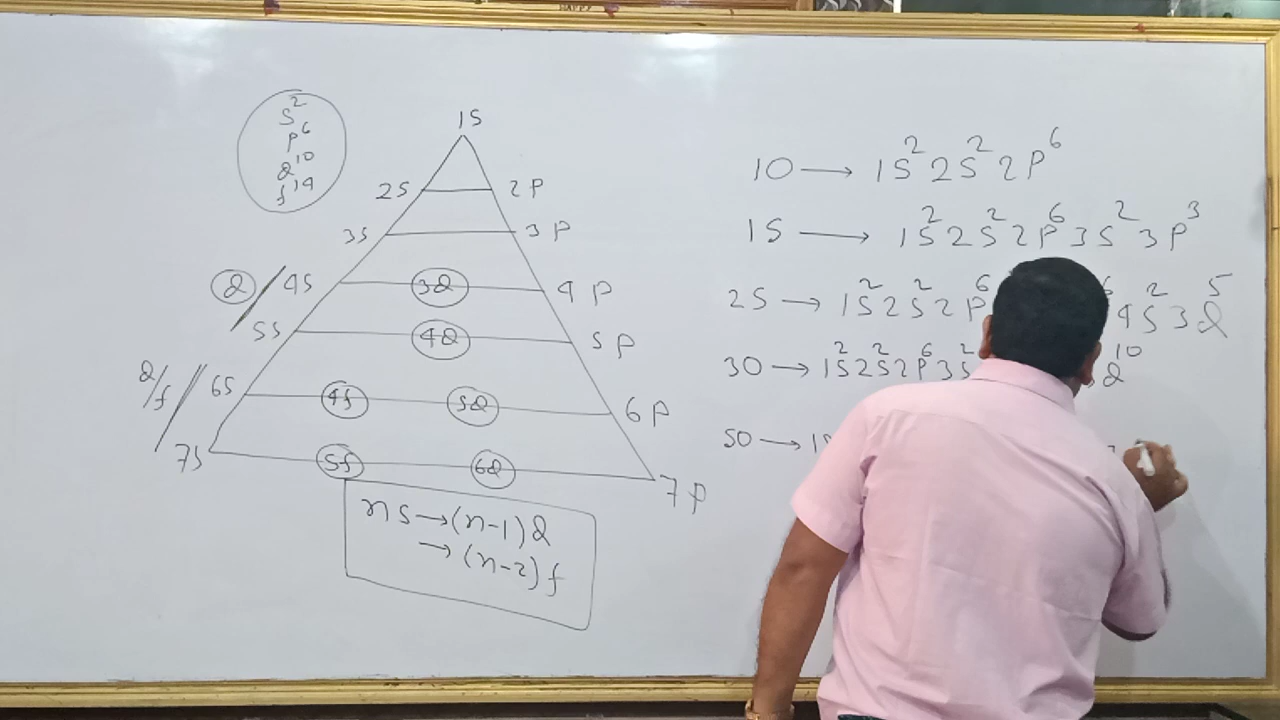 s²
p⁶
d¹⁰
f¹⁴
1s
2s 2p
3s 3p
d / 4s 3d 4p
5s 4d 5p
d/f // 6s 4f 5d 6p
7s 5f 6d 7p
ns → (n-1)d
→ (n-2)f
10 → 1s² 2s² 2p⁶
15 → 1s² 2s² 2p⁶ 3s² 3p³
25 → 1s² 2s² 2p⁶ 4s² 3d⁵
30 → 1s² 2s² 2p⁶ 3s² d¹⁰
50 → 1s